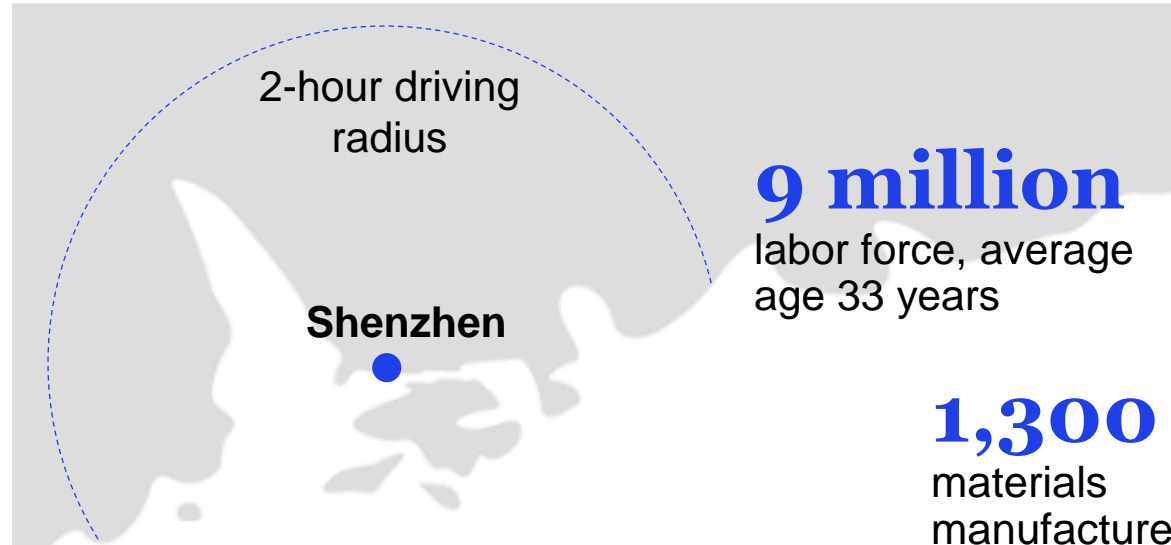 2-hour driving
radius
9 million
labor force, average
age 33 years
Shenzhen
1,300
materials
manufacture